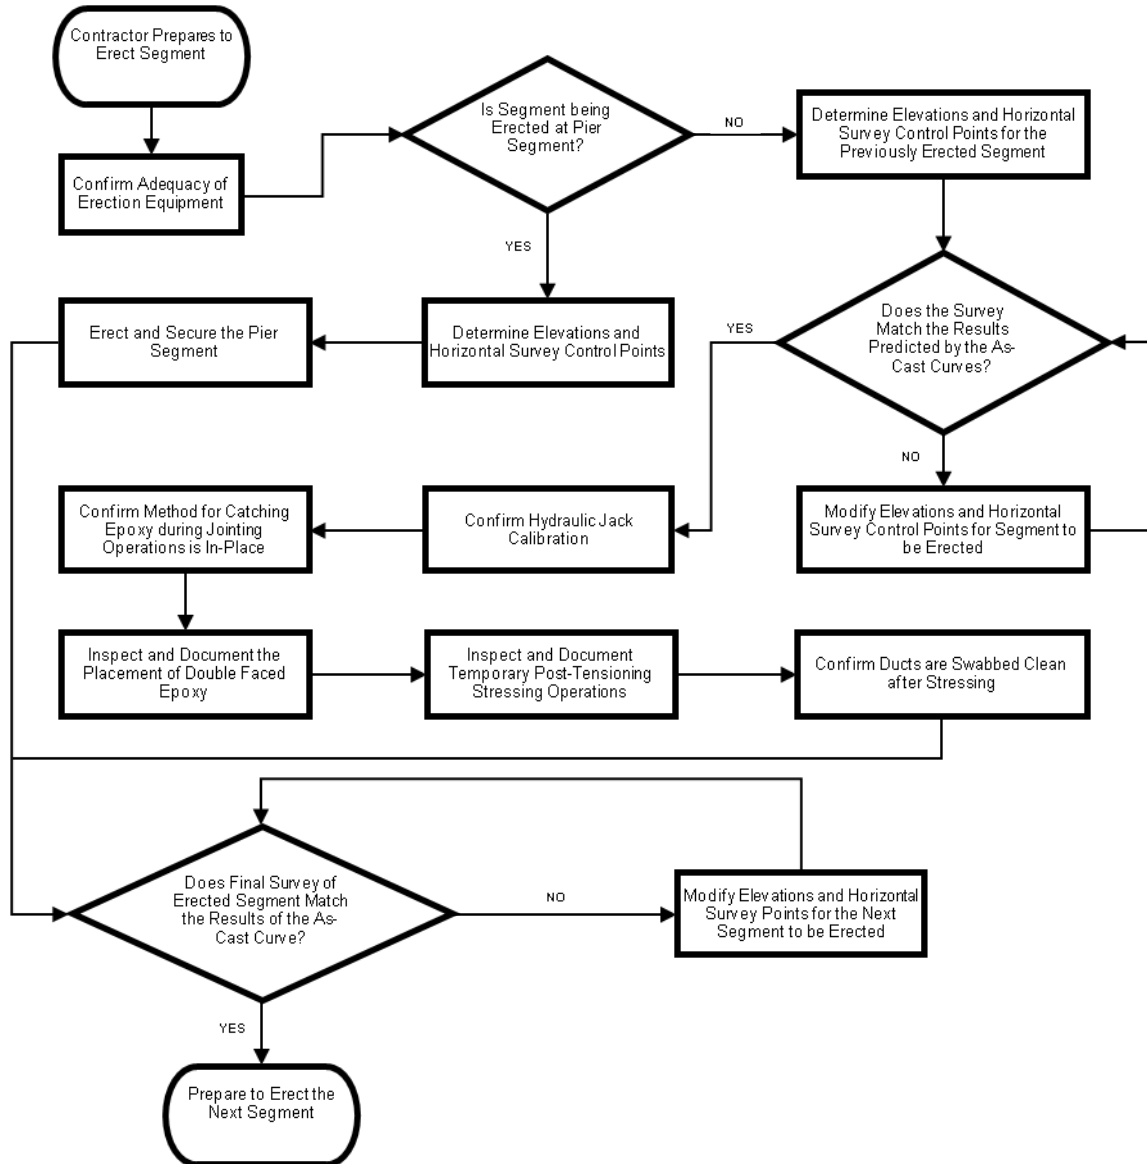 Contractor Prepares to
Erect Segment
Confirm Adequacy of
Erection Equipment
Is Segment being
Erected at Pier
Segment?
NO
Determine Elevations and Horizontal
Survey Control Points for the
Previously Erected Segment
YES
Determine Elevations and
Horizontal Survey Control Points
Erect and Secure the Pier
Segment
Does the Survey
Match the Results
Predicted by the As-
Cast Curves?
YES
NO
Modify Elevations and Horizontal
Survey Control Points for Segment to
be Erected
Confirm Hydraulic Jack
Calibration
Confirm Method for Catching
Epoxy during Jointing
Operations is In-Place
Inspect and Document the
Placement of Double Faced
Epoxy
Inspect and Document
Temporary Post-Tensioning
Stressing Operations
Confirm Ducts are Swabbed Clean
after Stressing
Does Final Survey of
Erected Segment Match
the Results of the As-
Cast Curve?
NO
Modify Elevations and Horizontal
Survey Points for the Next
Segment to be Erected
YES
Prepare to Erect the
Next Segment